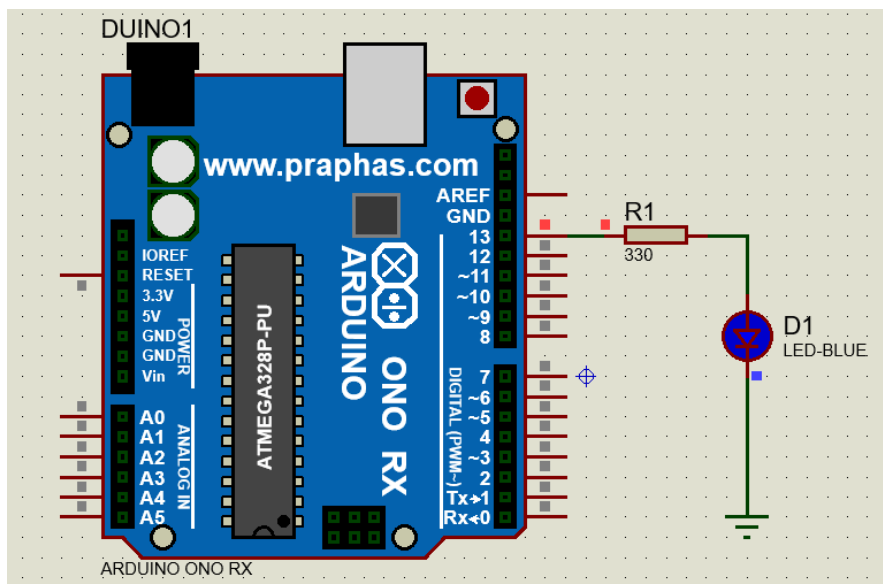 DUINO1
www.praphas.com
AREF
GND
13
12
~11
~10
~9
8
7
~6
~5
4
~3
2
Tx→1
Rx◂0
DIGITAL (PWM~)
IOREF
RESET
3.3V
5V
GND
GND
Vin
POWER
A0
A1
A2
A3
A4
A5
ANALOG IN
ATMEGA328P-PU
ARDUINO
ONO RX
R1
330
D1
LED-BLUE
ARDUINO ONO RX